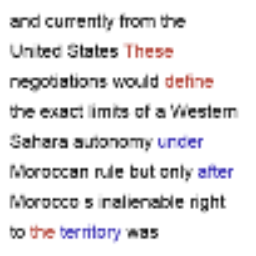 and currently from the
United States These
negotiations would define
the exact limits of a Western
Sahara autonomy under
Moroccan rule but only after
Morocco s inalienable right
to the territory was